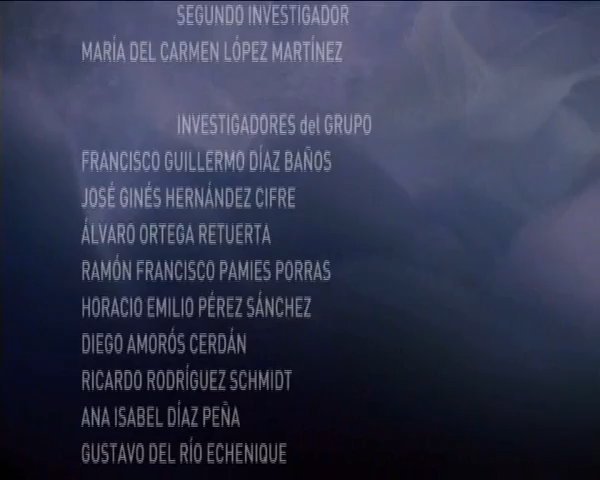 SEGUNDO INVESTIGADOR
MARÍA DEL CARMEN LÓPEZ MARTÍNEZ
INVESTIGADORES del GRUPO
FRANCISCO GUILLERMO DÍAZ BAÑOS
JOSÉ GINÉS HERNÁNDEZ CIFRE
ÁLVARO ORTEGA RETUERTA
RAMÓN FRANCISCO PAMIES PORRAS
HORACIO EMILIO PÉREZ SÁNCHEZ
DIEGO AMORÓS CERDÁN
RICARDO RODRÍGUEZ SCHMIDT
ANA ISABEL DÍAZ PEÑA
GUSTAVO DEL RÍO ECHENIQUE